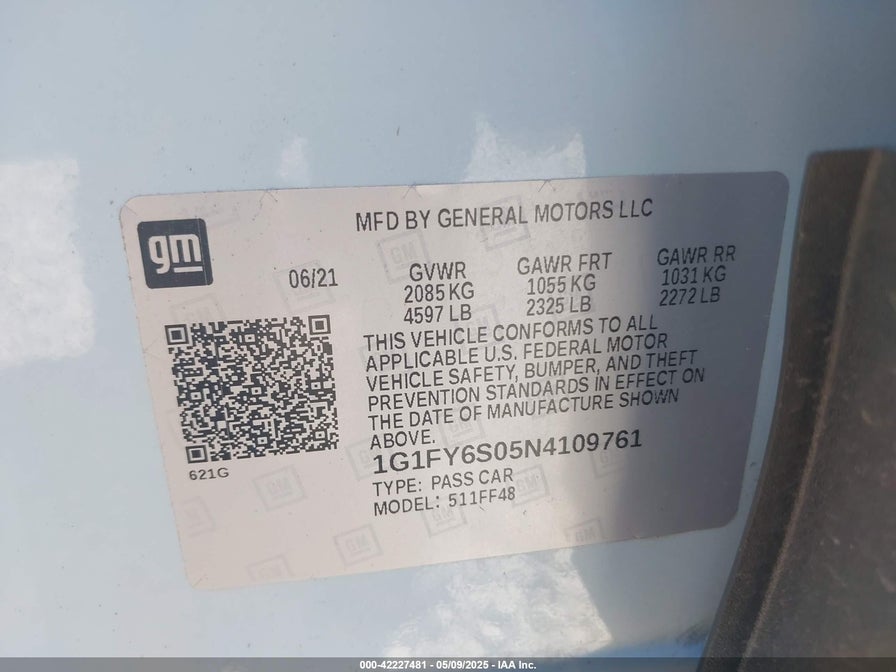 gm
MFD BY GENERAL MOTORS LLC
06/21
GVWR
2085 KG
4597 LB
GAWR FRT
1055 KG
2325 LB
GAWR RR
1031 KG
2272 LB
THIS VEHICLE CONFORMS TO ALL
APPLICABLE U.S. FEDERAL MOTOR
VEHICLE SAFETY, BUMPER, AND THEFT
PREVENTION STANDARDS IN EFFECT ON
THE DATE OF MANUFACTURE SHOWN
ABOVE.
621G
1G1FY6S05N4109761
TYPE: PASS CAR
MODEL: 511FF48
000-42227481 - 05/09/2025 - IAA Inc.